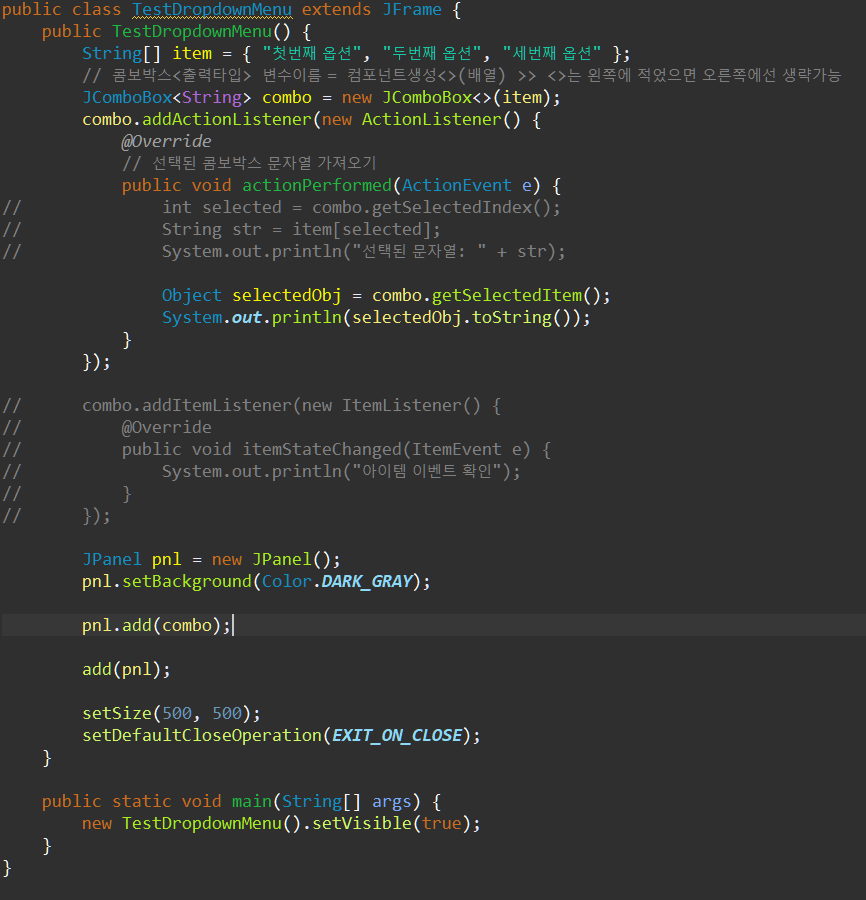 public class TestDropdownMenu extends JFrame {
    public TestDropdownMenu() {
        String[] item = { "첫번째 옵션", "두번째 옵션", "세번째 옵션" };
        // 콤보박스<출력타입> 변수이름 = 컴포넌트생성<>(배열) >> <>는 왼쪽에 적었으면 오른쪽에선 생략가능
        JComboBox<String> combo = new JComboBox<>(item);
        combo.addActionListener(new ActionListener() {
            @Override
            // 선택된 콤보박스 문자열 가져오기
            public void actionPerformed(ActionEvent e) {
//              int selected = combo.getSelectedIndex();
//              String str = item[selected];
//              System.out.println("선택된 문자열: " + str);
                Object selectedObj = combo.getSelectedItem();
                System.out.println(selectedObj.toString());
            }
        });
//      combo.addItemListener(new ItemListener() {
//          @Override
//          public void itemStateChanged(ItemEvent e) {
//              System.out.println("아이템 이벤트 확인");
//          }
//      });
        JPanel pnl = new JPanel();
        pnl.setBackground(Color.DARK_GRAY);
        pnl.add(combo);
        add(pnl);
        setSize(500, 500);
        setDefaultCloseOperation(EXIT_ON_CLOSE);
    }
    public static void main(String[] args) {
        new TestDropdownMenu().setVisible(true);
    }
}